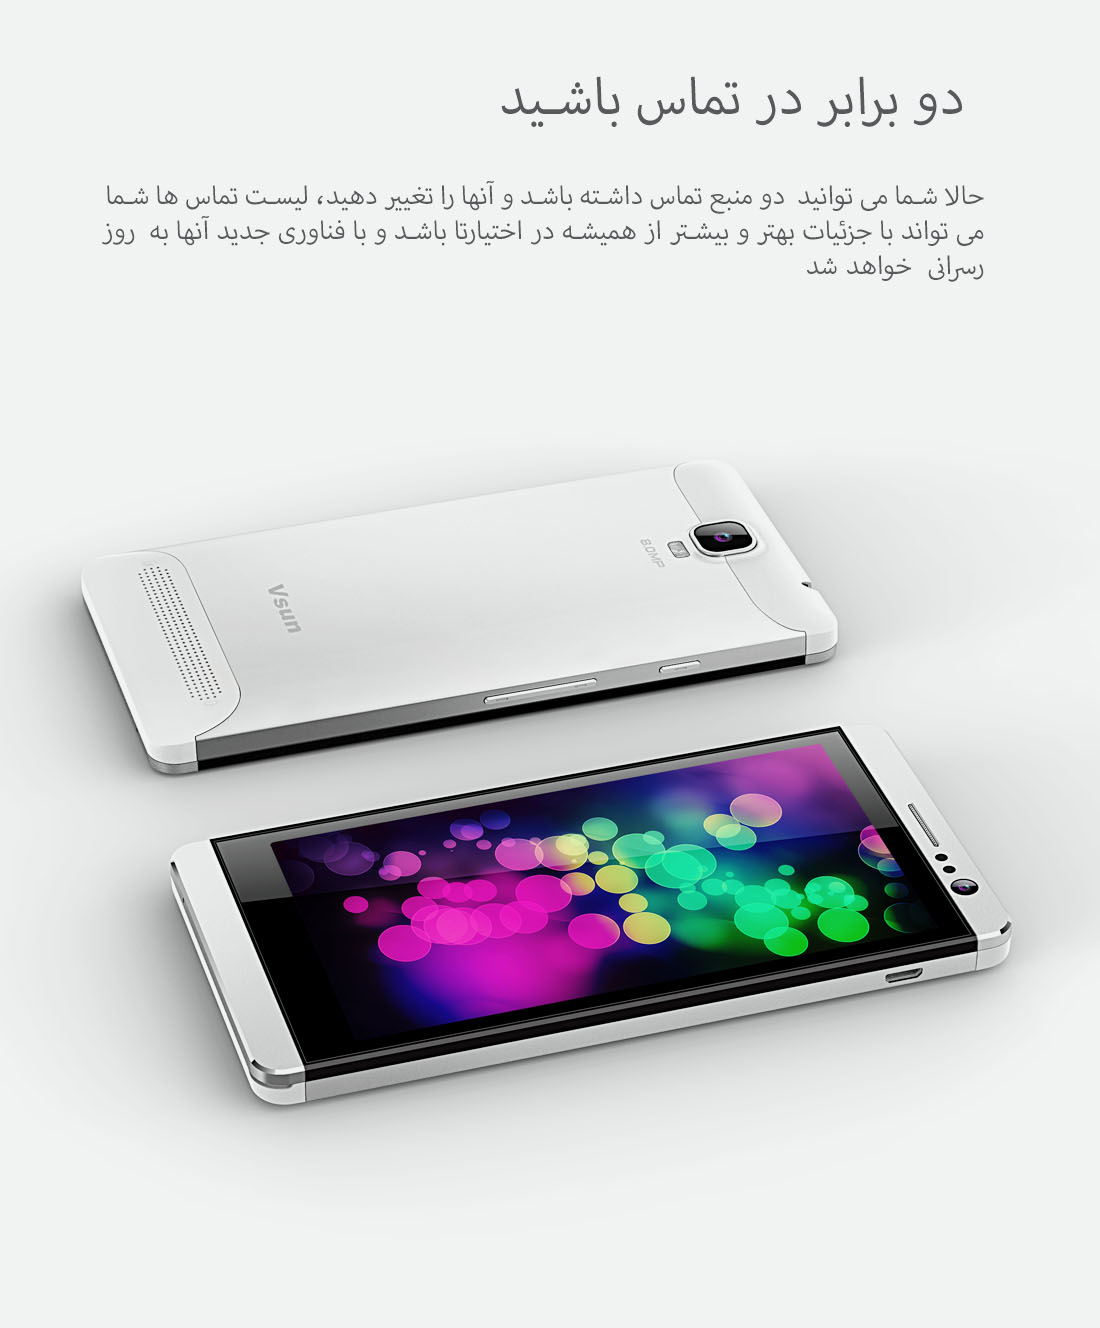 دو برابر در تماس باشید
حالا شما می توانید دو منبع تماس داشته باشد و آنها را تغییر دهید، لیست تماس ها شما
می تواند با جزئیات بهتر و بیشتر از همیشه در اختیارتا باشد و با فناوری جدید آنها به روز
رسرانی خواهد شد
8.0MP
Vsun